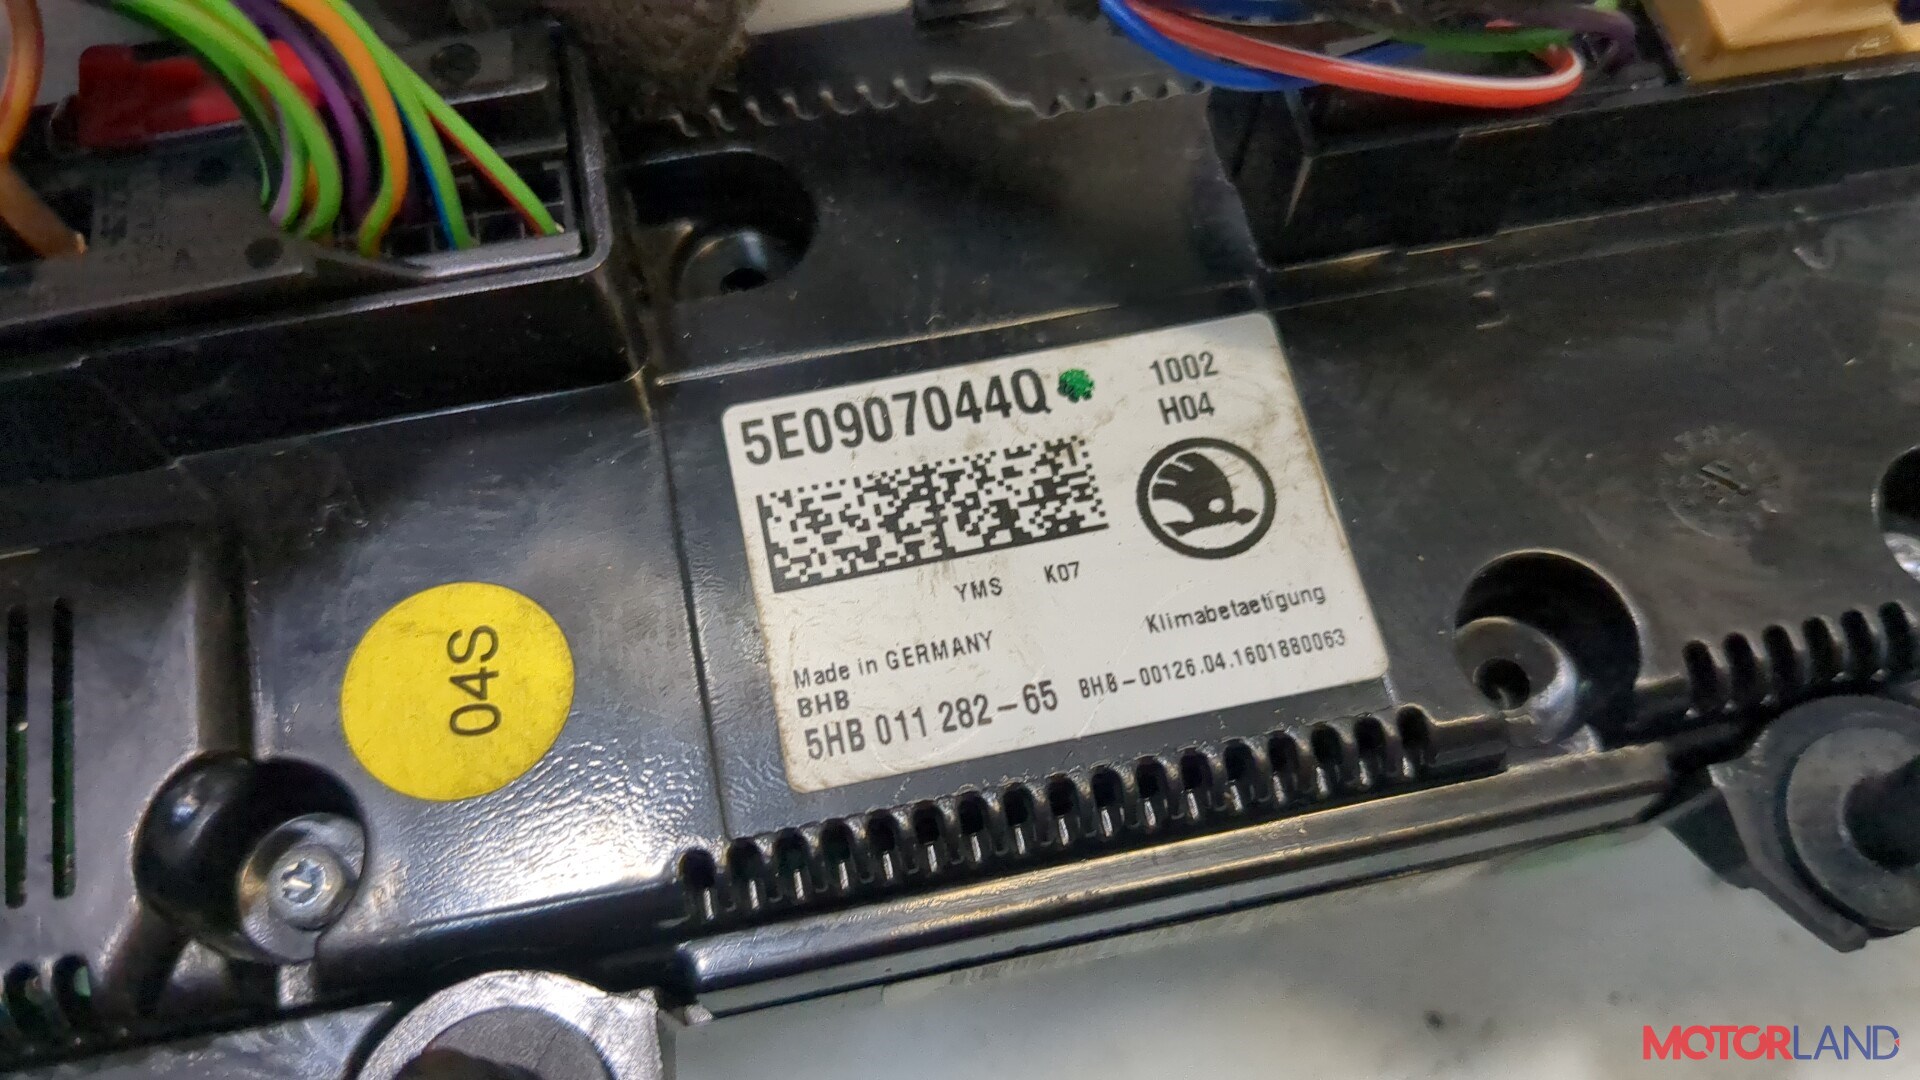 5E0907044Q
1002
H04
YMS K07
Made in GERMANY
Klimabetaetigung
BHB
5HB 011 282-65
BHB-00126.04.1601880063
04S
MOTORLAND